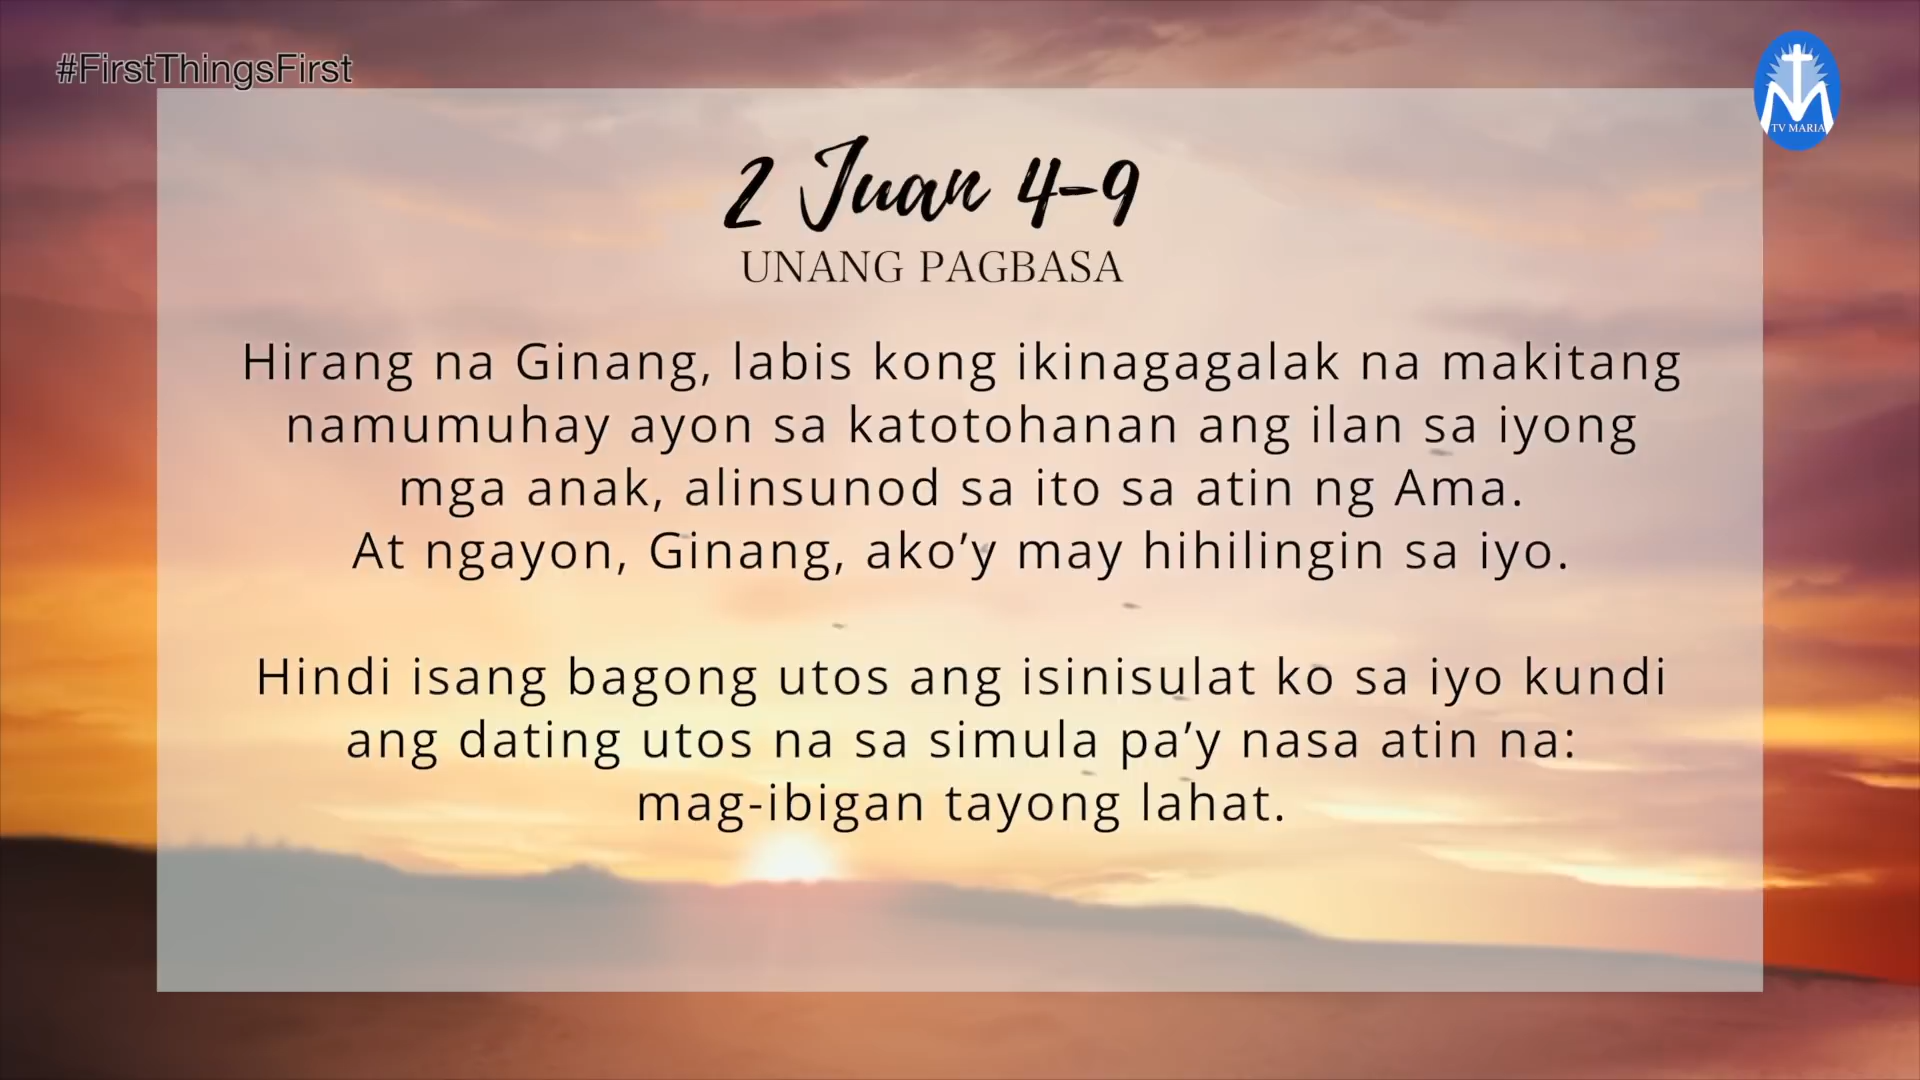 #FirstThingsFirst
TV MARIA
2 Juan 4-9
UNANG PAGBASA
Hirang na Ginang, labis kong ikinagagalak na makitang
namumuhay ayon sa katotohanan ang ilan sa iyong
mga anak, alinsunod sa ito sa atin ng Ama.
At ngayon, Ginang, ako’y may hihilingin sa iyo.
Hindi isang bagong utos ang isinisulat ko sa iyo kundi
ang dating utos na sa simula pa’y nasa atin na:
mag-ibigan tayong lahat.